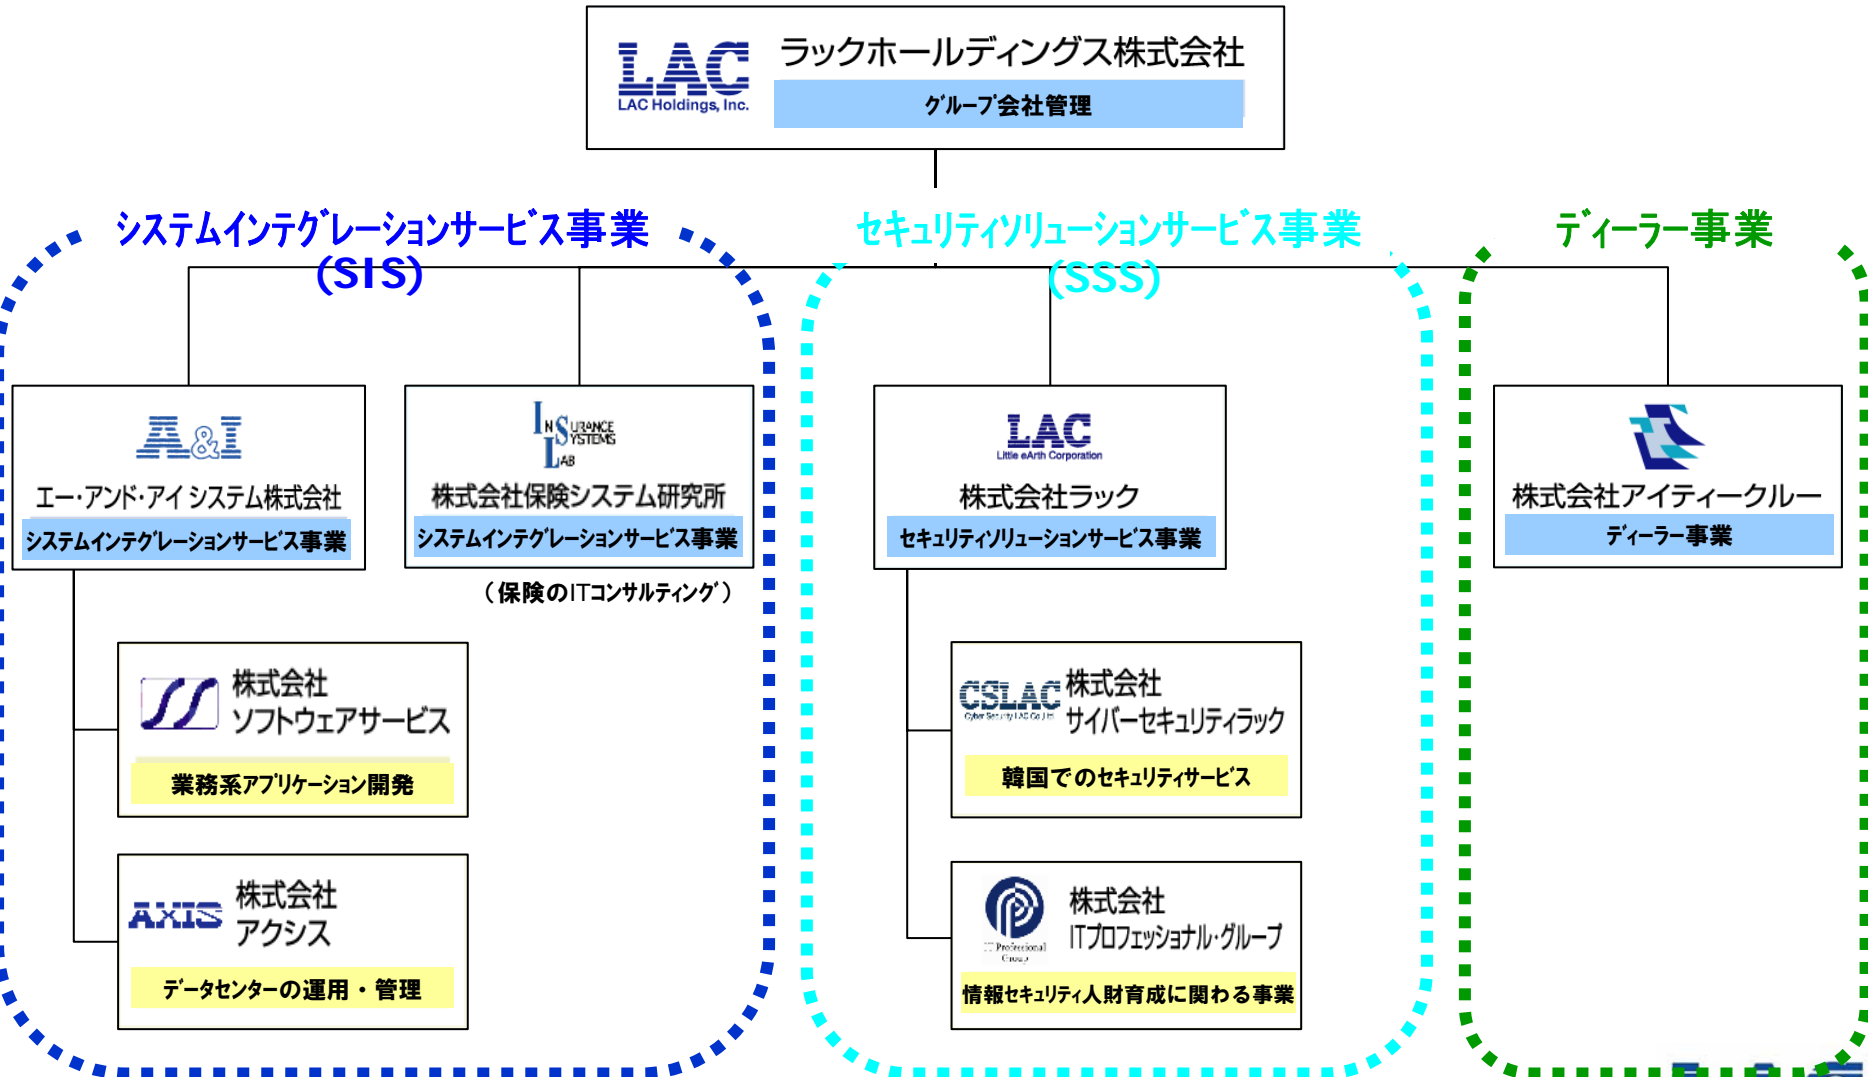 LAC
LAC Holdings, Inc.
ラックホールディングス株式会社
グループ会社管理
システムインテグレーションサービス事業
(SIS)
セキュリティソリューションサービス事業
(SSS)
ディーラー事業
A&I
エー・アンド・アイ システム株式会社
システムインテグレーションサービス事業
INSURANCE
SYSTEMS
LAB
株式会社保険システム研究所
システムインテグレーションサービス事業
（保険のITコンサルティング）
LAC
Little eArth Corporation
株式会社ラック
セキュリティソリューションサービス事業
株式会社アイティークルー
ディーラー事業
株式会社
ソフトウェアサービス
業務系アプリケーション開発
AXIS
株式会社
アクシス
データセンターの運用・管理
CSLAC
Cyber Security LAC Co.,Ltd
株式会社
サイバーセキュリティラック
韓国でのセキュリティサービス
IT Professional
Group
株式会社
ITプロフェッショナル・グループ
情報セキュリティ人財育成に関わる事業